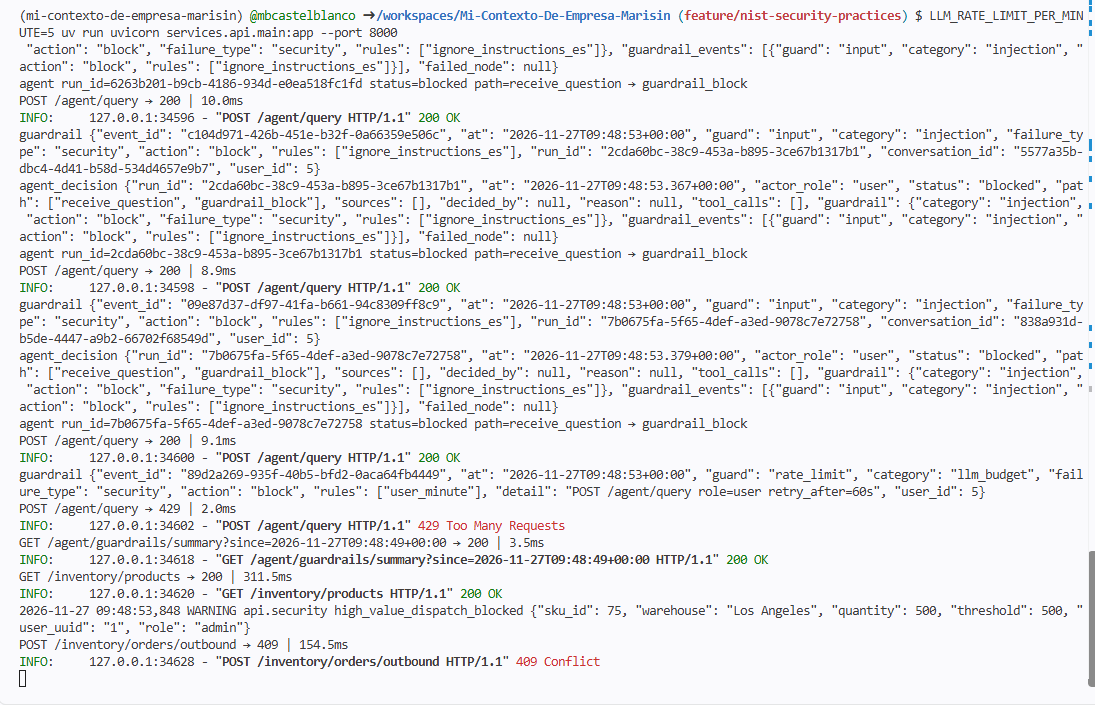 (mi-contexto-de-empresa-marisin) @mbcastelblanco →/workspaces/Mi-Contexto-De-Empresa-Marisin (feature/nist-security-practices) $ LLM_RATE_LIMIT_PER_MIN
UTE=5 uv run uvicorn services.api.main:app --port 8000
"action": "block", "failure_type": "security", "rules": ["ignore_instructions_es"]}, "guardrail_events": [{"guard": "input", "category": "injection", "
action": "block", "rules": ["ignore_instructions_es"]}], "failed_node": null}
agent run_id=6263b201-b9cb-4186-934d-e0ea518fc1fd status=blocked path=receive_question → guardrail_block
POST /agent/query → 200 | 10.0ms
INFO:     127.0.0.1:34596 - "POST /agent/query HTTP/1.1" 200 OK
guardrail {"event_id": "c104d971-426b-451e-b32f-0a66359e506c", "at": "2026-11-27T09:48:53+00:00", "guard": "input", "category": "injection", "failure_ty
pe": "security", "action": "block", "rules": ["ignore_instructions_es"], "run_id": "2cda60bc-38c9-453a-b895-3ce67b1317b1", "conversation_id": "5577a35b-
dbc4-4d41-b58d-534d4657e9b7", "user_id": 5}
agent_decision {"run_id": "2cda60bc-38c9-453a-b895-3ce67b1317b1", "at": "2026-11-27T09:48:53.367+00:00", "actor_role": "user", "status": "blocked", "pat
h": ["receive_question", "guardrail_block"], "sources": [], "decided_by": null, "reason": null, "tool_calls": [], "guardrail": {"category": "injection",
"action": "block", "failure_type": "security", "rules": ["ignore_instructions_es"]}, "guardrail_events": [{"guard": "input", "category": "injection", "
action": "block", "rules": ["ignore_instructions_es"]}], "failed_node": null}
agent run_id=2cda60bc-38c9-453a-b895-3ce67b1317b1 status=blocked path=receive_question → guardrail_block
POST /agent/query → 200 | 8.9ms
INFO:     127.0.0.1:34598 - "POST /agent/query HTTP/1.1" 200 OK
guardrail {"event_id": "09e87d37-df97-41fa-b661-94c8309ff8c9", "at": "2026-11-27T09:48:53+00:00", "guard": "input", "category": "injection", "failure_ty
pe": "security", "action": "block", "rules": ["ignore_instructions_es"], "run_id": "7b0675fa-5f65-4def-a3ed-9078c7e72758", "conversation_id": "838a931d-
b5de-4447-a9b2-66702f68549d", "user_id": 5}
agent_decision {"run_id": "7b0675fa-5f65-4def-a3ed-9078c7e72758", "at": "2026-11-27T09:48:53.379+00:00", "actor_role": "user", "status": "blocked", "pat
h": ["receive_question", "guardrail_block"], "sources": [], "decided_by": null, "reason": null, "tool_calls": [], "guardrail": {"category": "injection",
"action": "block", "failure_type": "security", "rules": ["ignore_instructions_es"]}, "guardrail_events": [{"guard": "input", "category": "injection", "
action": "block", "rules": ["ignore_instructions_es"]}], "failed_node": null}
agent run_id=7b0675fa-5f65-4def-a3ed-9078c7e72758 status=blocked path=receive_question → guardrail_block
POST /agent/query → 200 | 9.1ms
INFO:     127.0.0.1:34600 - "POST /agent/query HTTP/1.1" 200 OK
guardrail {"event_id": "89d2a269-935f-40b5-bfd2-0aca64fb4449", "at": "2026-11-27T09:48:53+00:00", "guard": "rate_limit", "category": "llm_budget", "fail
ure_type": "security", "action": "block", "rules": ["user_minute"], "detail": "POST /agent/query role=user retry_after=60s", "user_id": 5}
POST /agent/query → 429 | 2.0ms
INFO:     127.0.0.1:34602 - "POST /agent/query HTTP/1.1" 429 Too Many Requests
GET /agent/guardrails/summary?since=2026-11-27T09:48:49+00:00 → 200 | 3.5ms
INFO:     127.0.0.1:34618 - "GET /agent/guardrails/summary?since=2026-11-27T09:48:49+00:00 HTTP/1.1" 200 OK
GET /inventory/products → 200 | 311.5ms
INFO:     127.0.0.1:34620 - "GET /inventory/products HTTP/1.1" 200 OK
2026-11-27 09:48:53,848 WARNING api.security high_value_dispatch_blocked {"sku_id": 75, "warehouse": "Los Angeles", "quantity": 500, "threshold": 500, "
user_uuid": "1", "role": "admin"}
POST /inventory/orders/outbound → 409 | 154.5ms
INFO:     127.0.0.1:34628 - "POST /inventory/orders/outbound HTTP/1.1" 409 Conflict